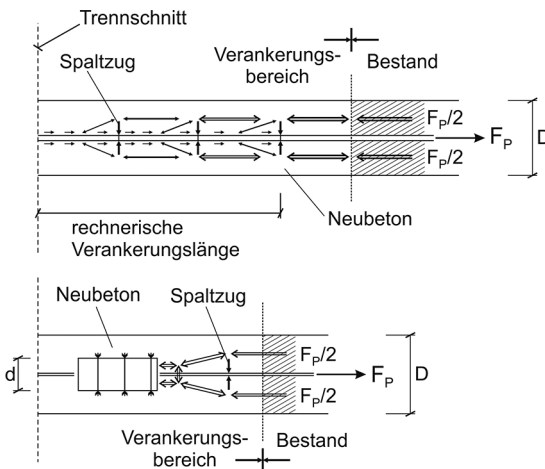 Trennschnitt
Spaltzug
Verankerungs-
bereich
Bestand
F_P/2
F_P/2
F_P
D
Neubeton
rechnerische
Verankerungslänge
Neubeton
Spaltzug
d
F_P/2
F_P/2
F_P
D
Verankerungs-
bereich
Bestand